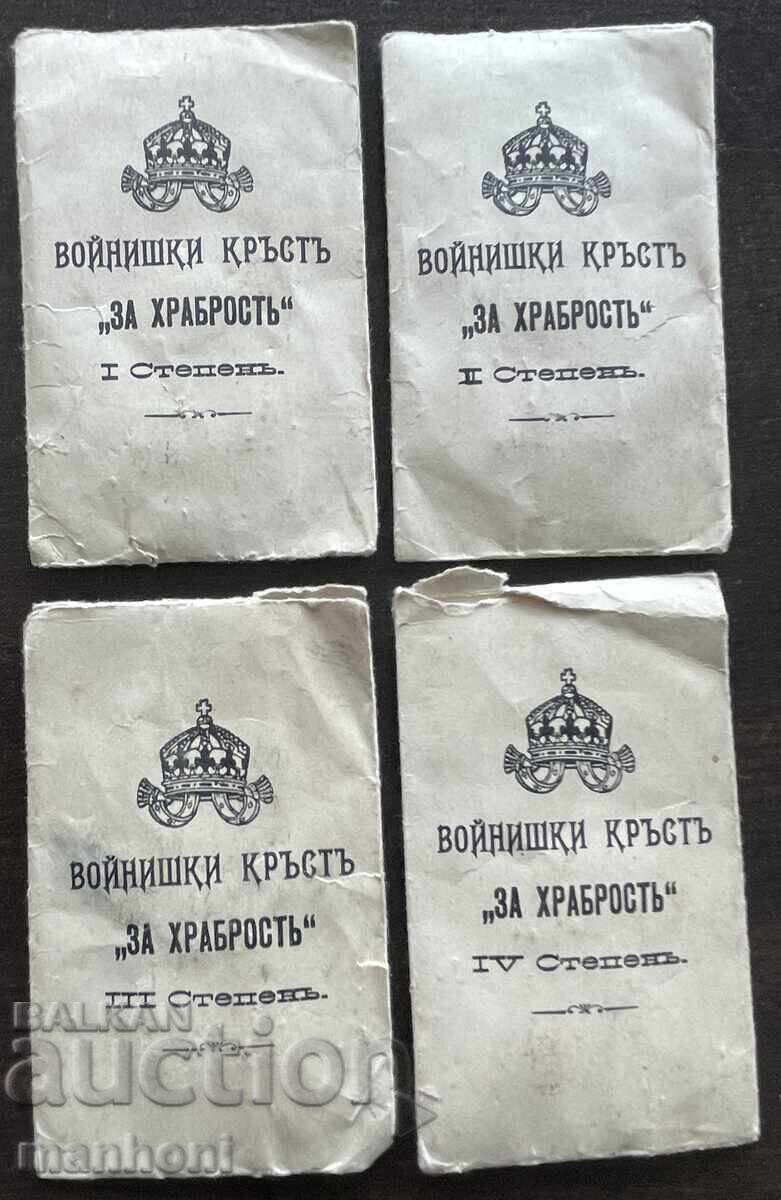 ВОЙНИШКИ КРЪСТЪ
„ЗА ХРАБРОСТЬ“
I Степень.
ВОЙНИШКИ КРЪСТЪ
„ЗА ХРАБРОСТЬ“
II Степень.
ВОЙНИШКИ КРЪСТЪ
„ЗА ХРАБРОСТЬ“
III Степень.
ВОЙНИШКИ КРЪСТЪ
„ЗА ХРАБРОСТЬ“
IV Степень.
BALKAN
auction
manhoni